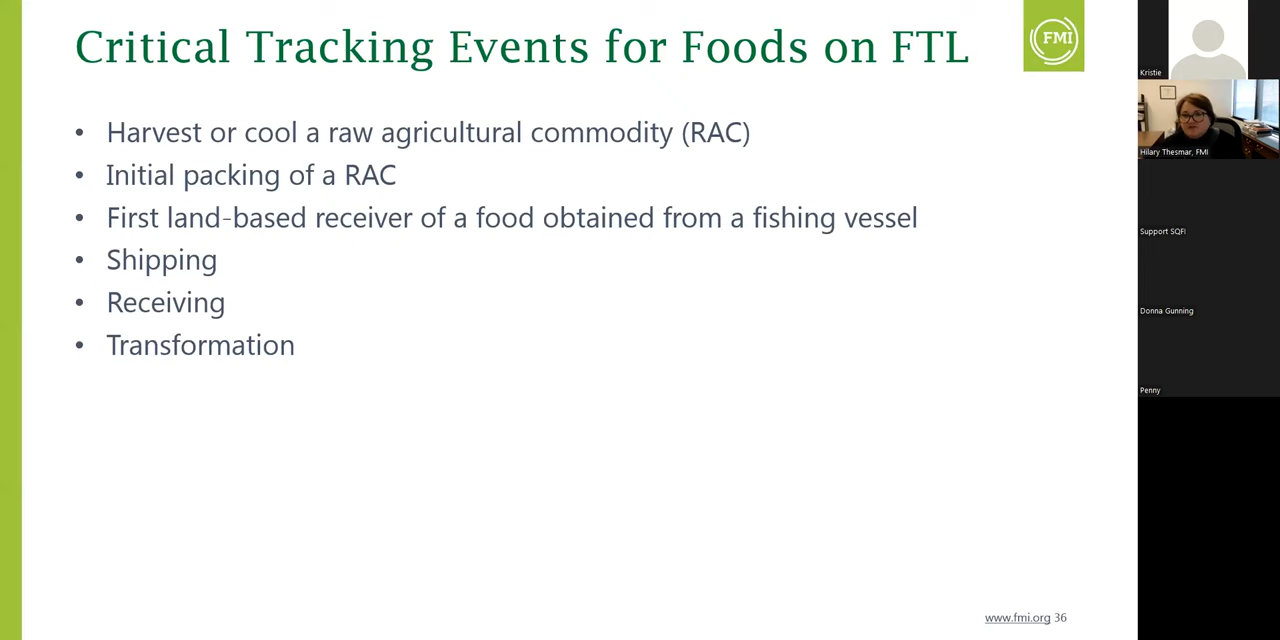 Critical Tracking Events for Foods on FTL
FMI
• Harvest or cool a raw agricultural commodity (RAC)
• Initial packing of a RAC
• First land-based receiver of a food obtained from a fishing vessel
• Shipping
• Receiving
• Transformation
www.fmi.org 36
Kristie
Hilary Thesmar, FMI
Support SQFI
Donna Gunning
Penny